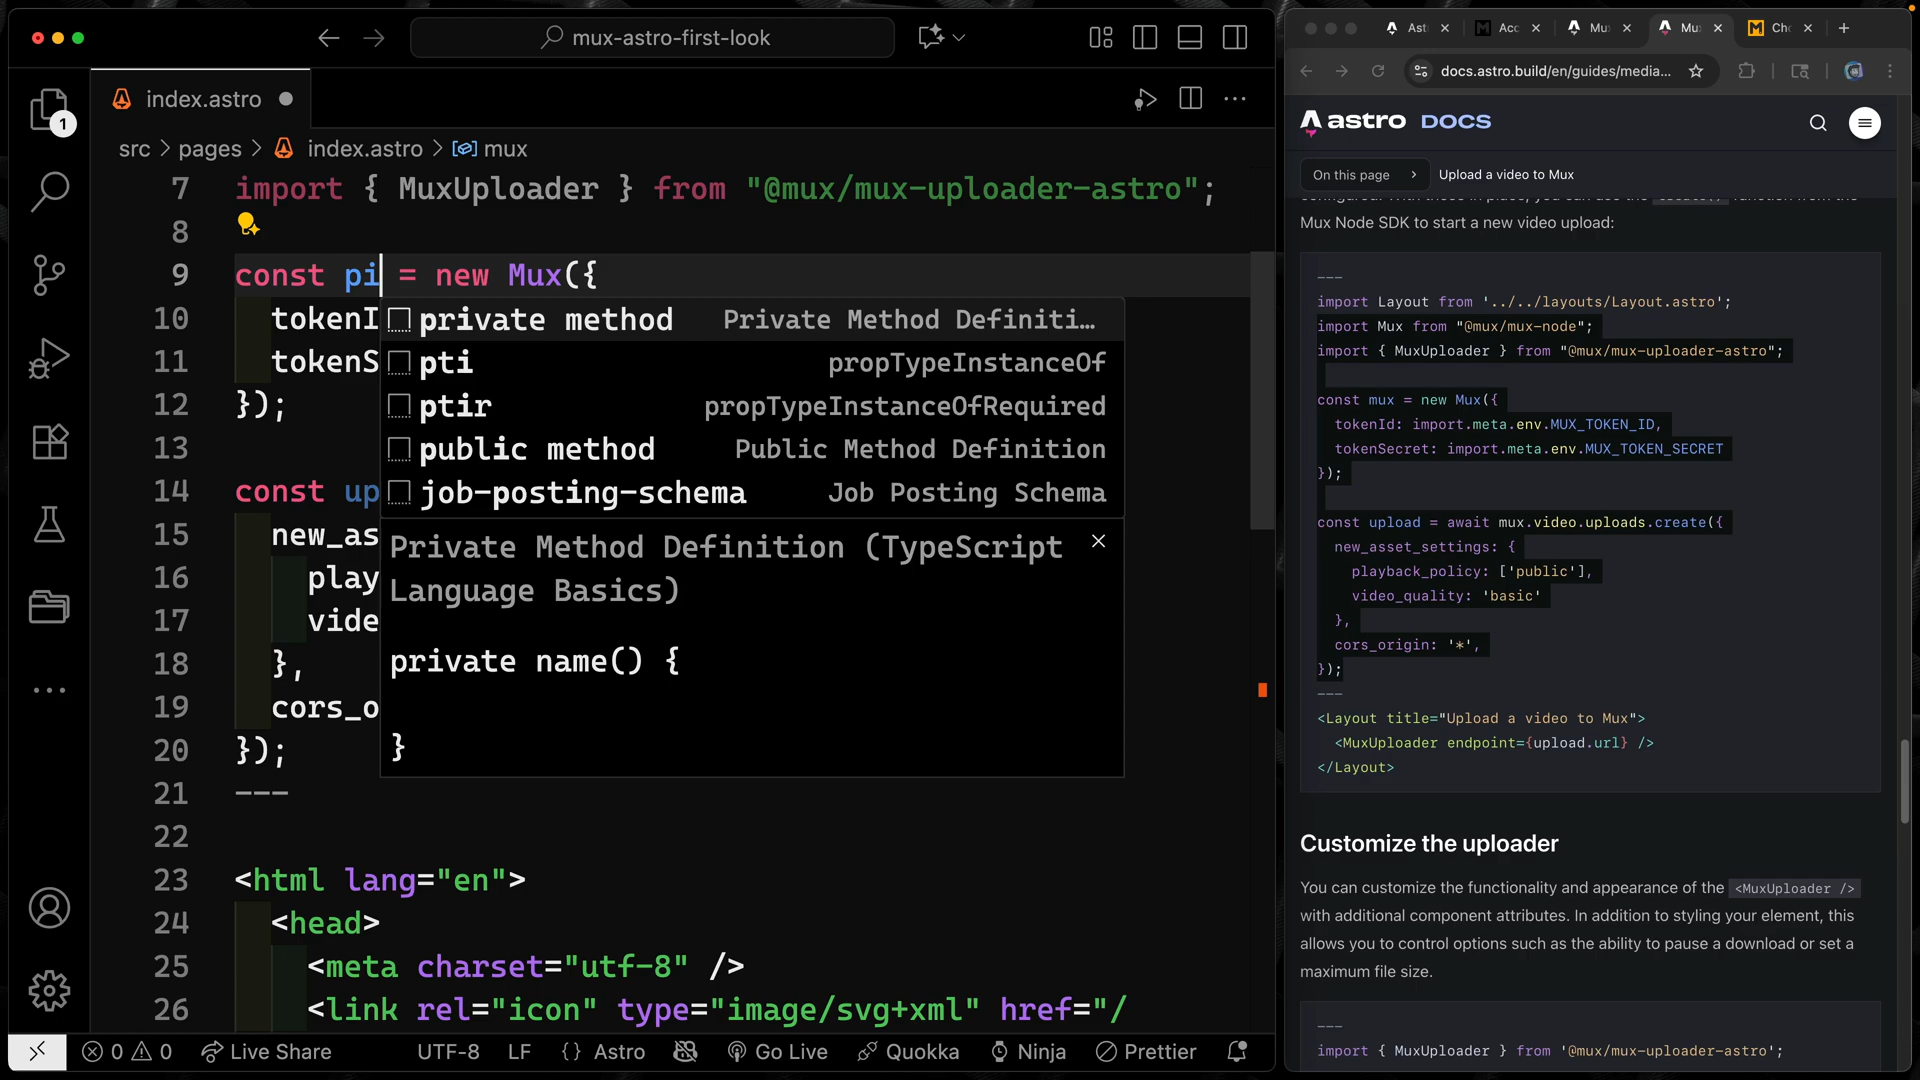 mux-astro-first-look
index.astro
src > pages > index.astro > mux
1
7 import { MuxUploader } from "@mux/mux-uploader-astro";
8
9 const pi = new Mux({
10 tokenI
11 tokenS
12 });
13
14 const up
15 new_as
16 play
17 vide
18 },
19 cors_o
20 });
21 ---
22
23 <html lang="en">
24 <head>
25 <meta charset="utf-8" />
26 <link rel="icon" type="image/svg+xml" href="/
private method Private Method Definiti…
pti propTypeInstanceOf
ptir propTypeInstanceOfRequired
public method Public Method Definition
job-posting-schema Job Posting Schema
Private Method Definition (TypeScript
Language Basics)
private name() {
}
0 0 Live Share UTF-8 LF {} Astro Go Live Quokka Ninja Prettier
Ast Acc Mu Mu Ch
docs.astro.build/en/guides/media...
astro DOCS
On this page > Upload a video to Mux
Mux Node SDK to start a new video upload:
---
import Layout from '../../layouts/Layout.astro';
import Mux from "@mux/mux-node";
import { MuxUploader } from "@mux/mux-uploader-astro";
const mux = new Mux({
tokenId: import.meta.env.MUX_TOKEN_ID,
tokenSecret: import.meta.env.MUX_TOKEN_SECRET
});
const upload = await mux.video.uploads.create({
new_asset_settings: {
playback_policy: ['public'],
video_quality: 'basic'
},
cors_origin: '*',
});
---
<Layout title="Upload a video to Mux">
<MuxUploader endpoint={upload.url} />
</Layout>
Customize the uploader
You can customize the functionality and appearance of the <MuxUploader />
with additional component attributes. In addition to styling your element, this
allows you to control options such as the ability to pause a download or set a
maximum file size.
---
import { MuxUploader } from '@mux/mux-uploader-astro';